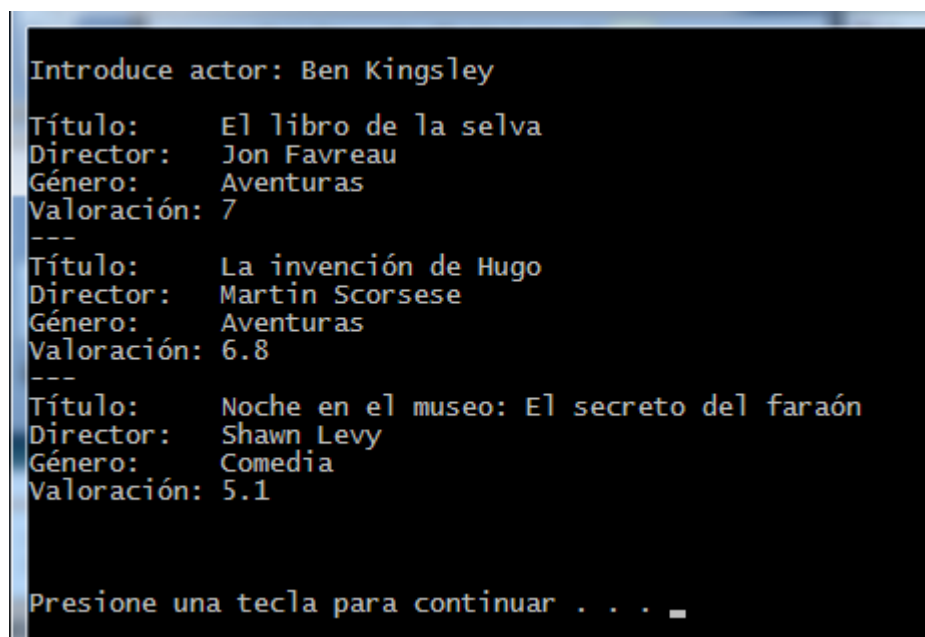 Introduce actor: Ben Kingsley
Título: El libro de la selva
Director: Jon Favreau
Género: Aventuras
Valoración: 7
---
Título: La invención de Hugo
Director: Martin Scorsese
Género: Aventuras
Valoración: 6.8
---
Título: Noche en el museo: El secreto del faraón
Director: Shawn Levy
Género: Comedia
Valoración: 5.1
Presione una tecla para continuar . . . _